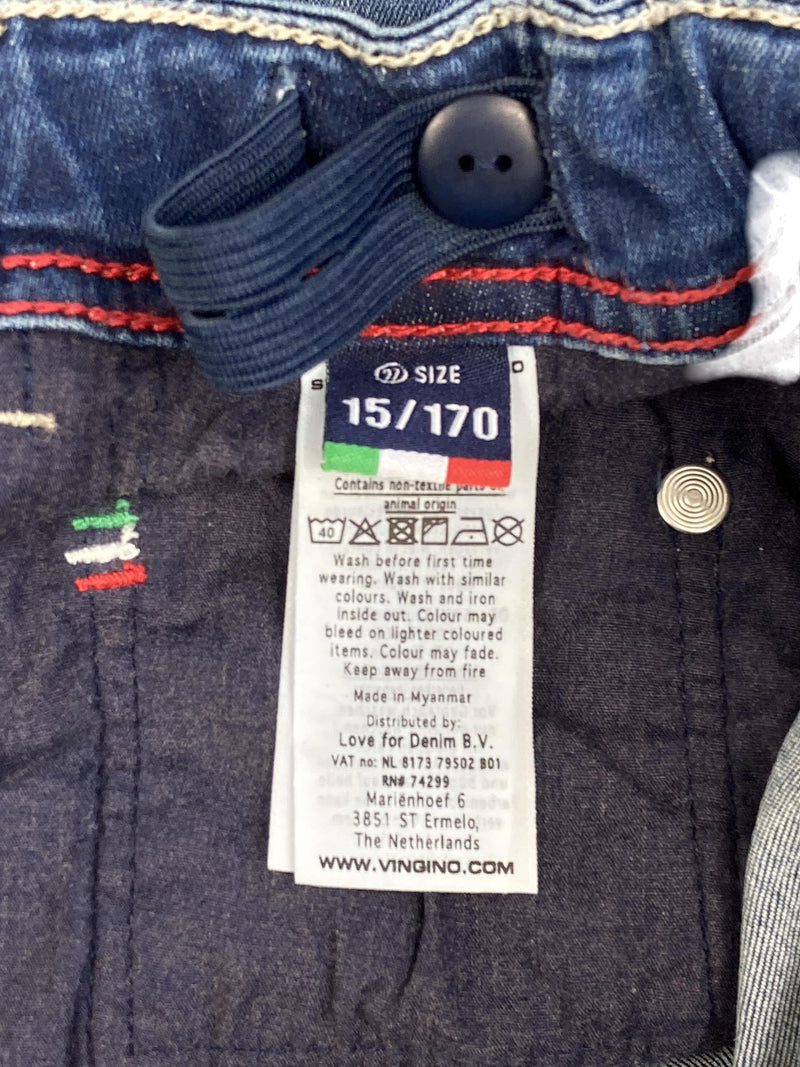 SIZE
15/170
Contains non-textile parts of
animal origin
40
Wash before first time
wearing. Wash with similar
colours. Wash and iron
inside out. Colour may
bleed on lighter coloured
items. Colour may fade.
Keep away from fire
Made in Myanmar
Distributed by:
Love for Denim B.V.
VAT no: NL 8173 79502 B01
RN# 74299
Mariënhoef 6
3851 ST Ermelo,
The Netherlands
WWW.VINGINO.COM